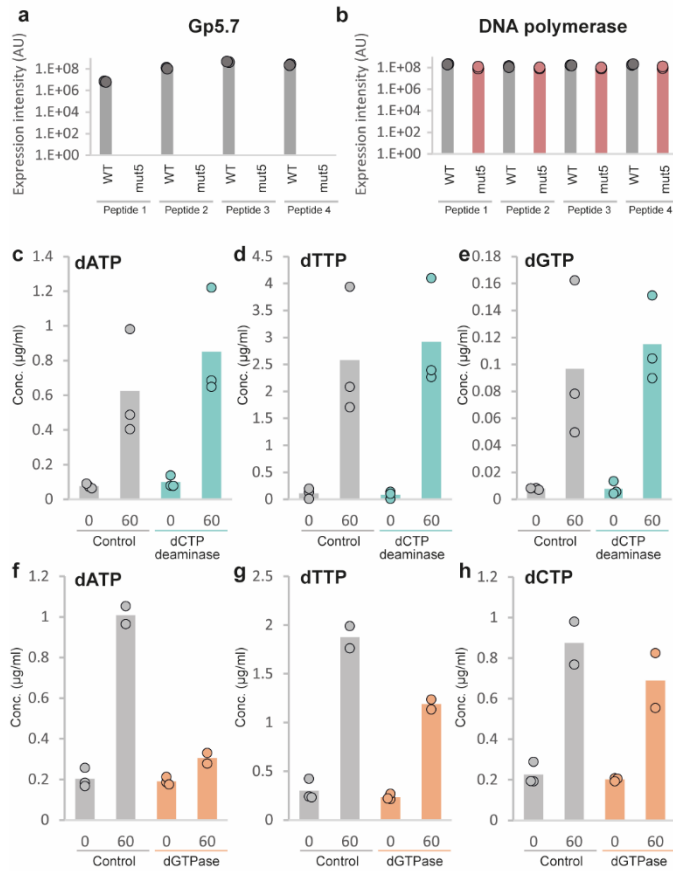 a
Gp5.7
Expression intensity (AU)
1.E+08
1.E+06
1.E+04
1.E+02
1.E+00
WT mut5 WT mut5 WT mut5 WT mut5
Peptide 1 Peptide 2 Peptide 3 Peptide 4
b
DNA polymerase
Expression intensity (AU)
1.E+08
1.E+06
1.E+04
1.E+02
1.E+00
WT mut5 WT mut5 WT mut5 WT mut5
Peptide 1 Peptide 2 Peptide 3 Peptide 4
c
dATP
Conc. (µg/ml)
1.4
1.2
1
0.8
0.6
0.4
0.2
0
0 60 0 60
Control dCTP
deaminase
d
dTTP
Conc. (µg/ml)
4.5
4
3.5
3
2.5
2
1.5
1
0.5
0
0 60 0 60
Control dCTP
deaminase
e
dGTP
Conc. (µg/ml)
0.18
0.16
0.14
0.12
0.1
0.08
0.06
0.04
0.02
0
0 60 0 60
Control dCTP
deaminase
f
dATP
Conc. (µg/ml)
1.2
1
0.8
0.6
0.4
0.2
0
0 60 0 60
Control dGTPase
g
dTTP
Conc. (µg/ml)
2.5
2
1.5
1
0.5
0
0 60 0 60
Control dGTPase
h
dCTP
Conc. (µg/ml)
1.2
1
0.8
0.6
0.4
0.2
0
0 60 0 60
Control dGTPase